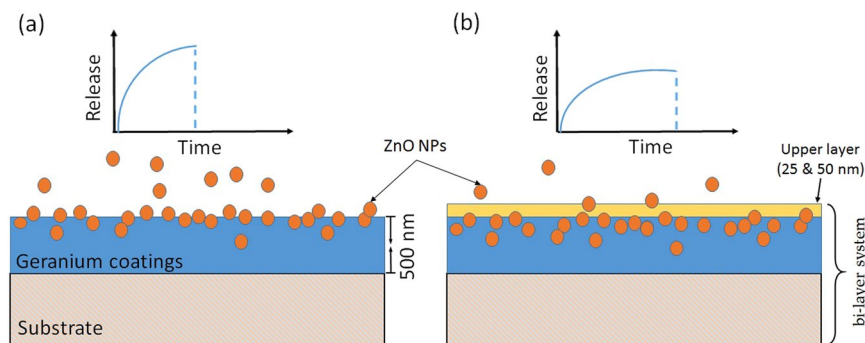 (a)
Release
Time
ZnO NPs
Geranium coatings
500 nm
Substrate
(b)
Release
Time
Upper layer
(25 & 50 nm)
bi-layer system